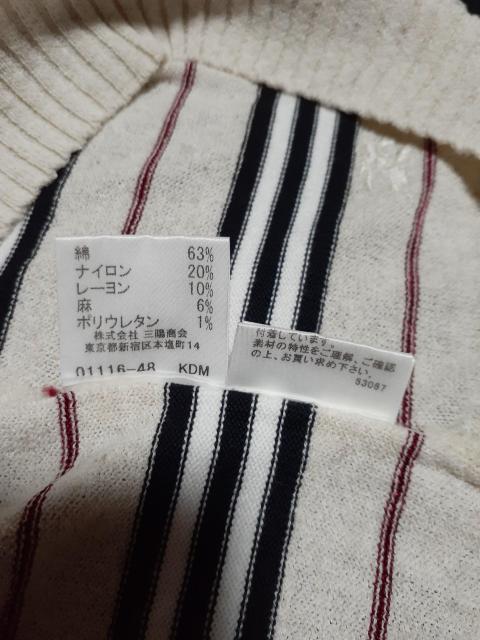 綿 63%
ナイロン 20%
レーヨン 10%
麻 6%
ポリウレタン 1%
株式会社 三陽商会
東京都新宿区本塩町14
01116-48 KDM
付着しています。
素材の特性をご理解、ご確認
の上、お買い求め下さい。
53087